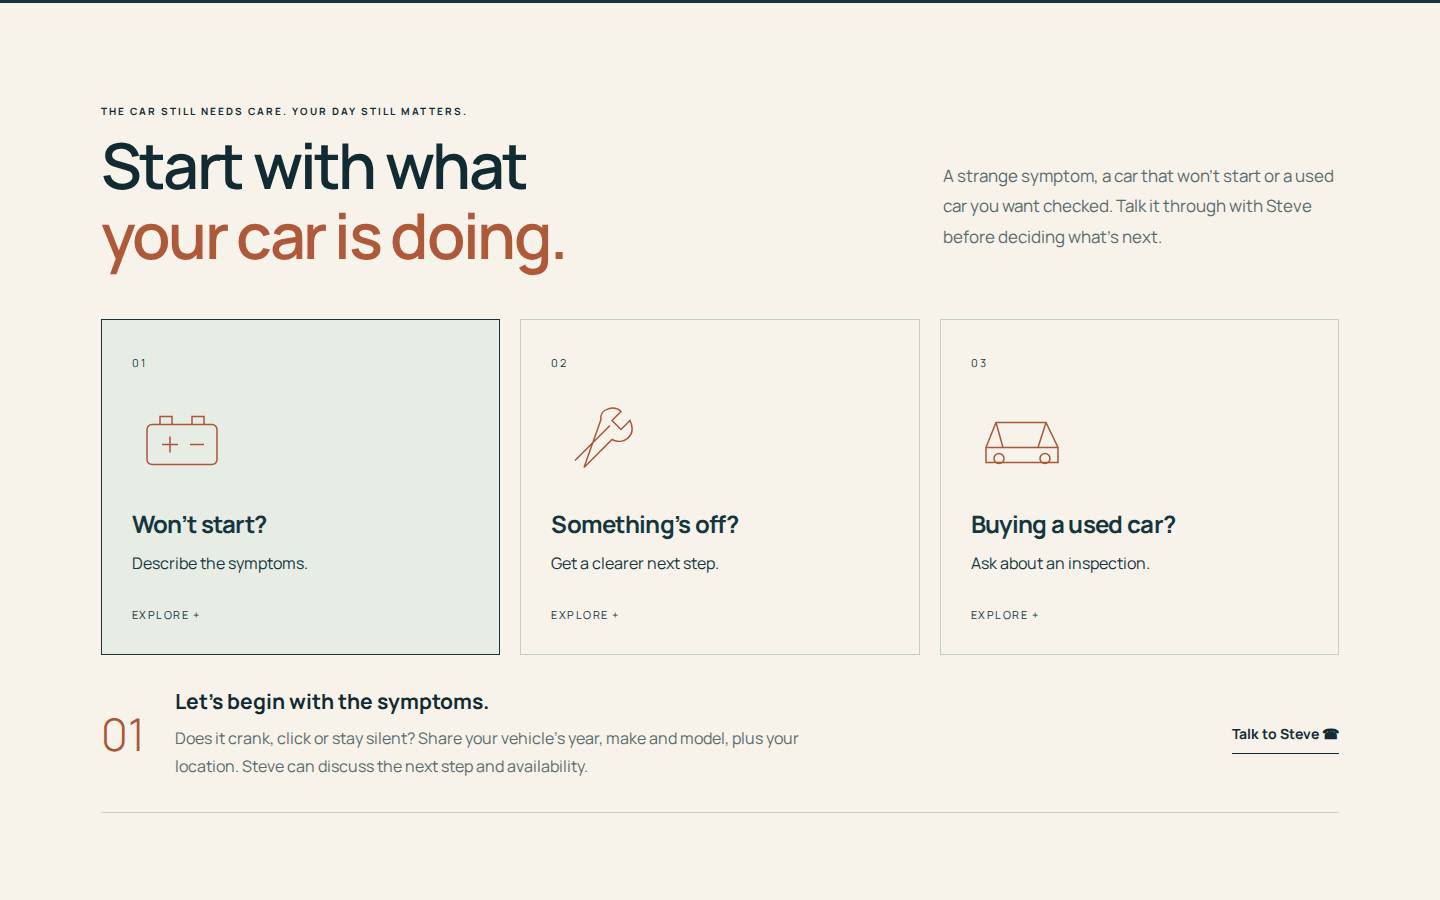 THE CAR STILL NEEDS CARE. YOUR DAY STILL MATTERS.
Start with what
your car is doing.
A strange symptom, a car that won’t start or a used
car you want checked. Talk it through with Steve
before deciding what’s next.
01
Won’t start?
Describe the symptoms.
EXPLORE +
02
Something’s off?
Get a clearer next step.
EXPLORE +
03
Buying a used car?
Ask about an inspection.
EXPLORE +
01
Let’s begin with the symptoms.
Does it crank, click or stay silent? Share your vehicle’s year, make and model, plus your
location. Steve can discuss the next step and availability.
Talk to Steve ☎